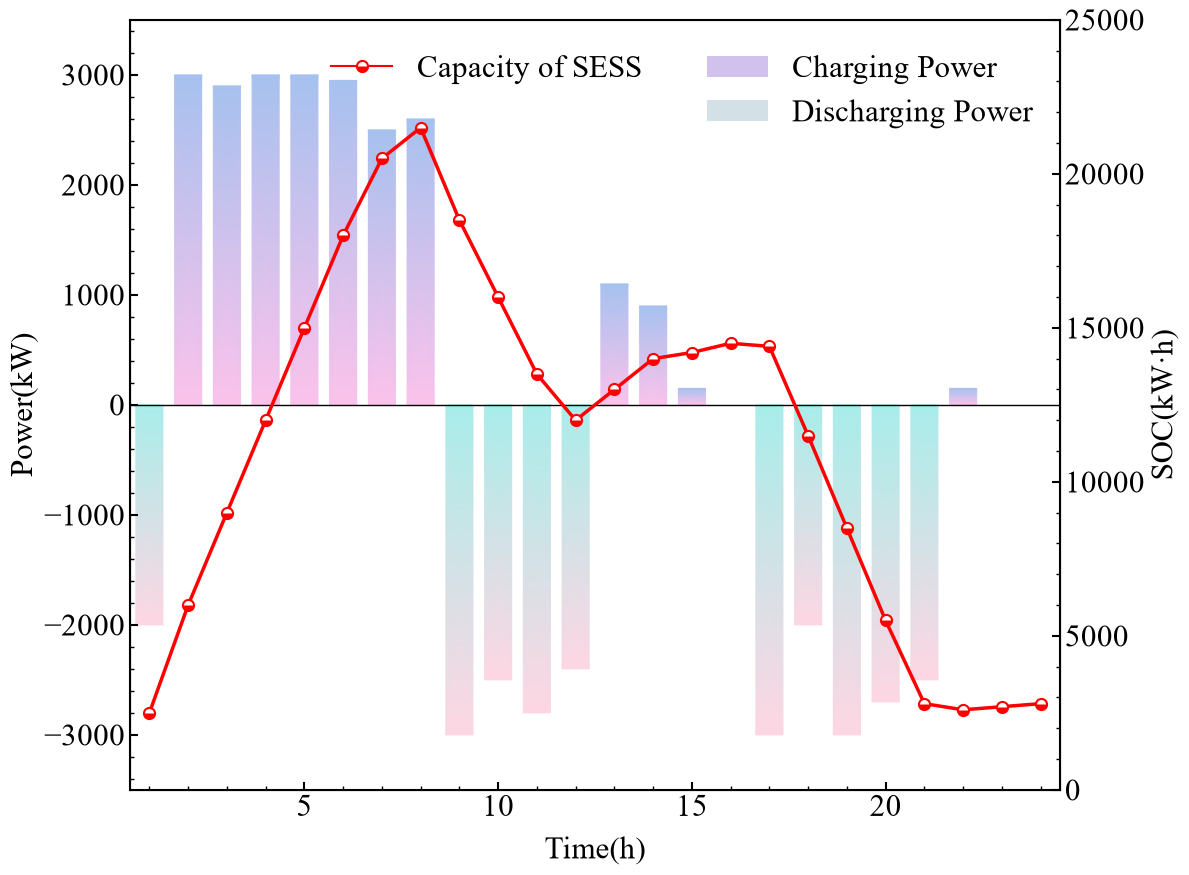 Capacity of SESS
Charging Power
Discharging Power
3000
2000
1000
0
−1000
−2000
−3000
Power(kW)
25000
20000
15000
10000
5000
0
SOC(kW·h)
5 10 15 20
Time(h)